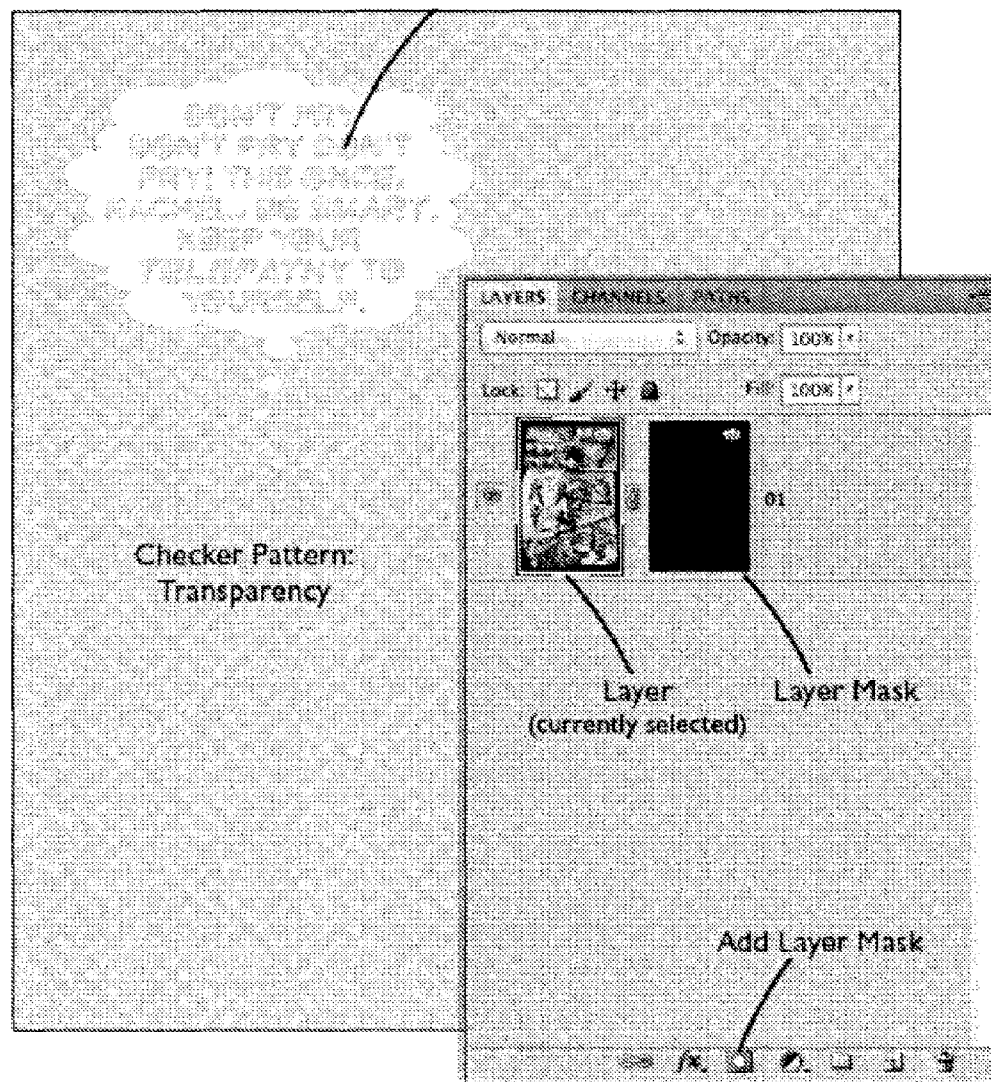 DON'T PRY
DON'T PRY DON'T
PRY! THIS ONCE,
RACHEL, BE SMART.
KEEP YOUR
TELEPATHY TO
YOURSELF!
LAYERS CHANNELS PATHS
Normal Opacity: 100%
Lock: Fill: 100%
01
Checker Pattern:
Transparency
Layer
(currently selected)
Layer Mask
Add Layer Mask
fx